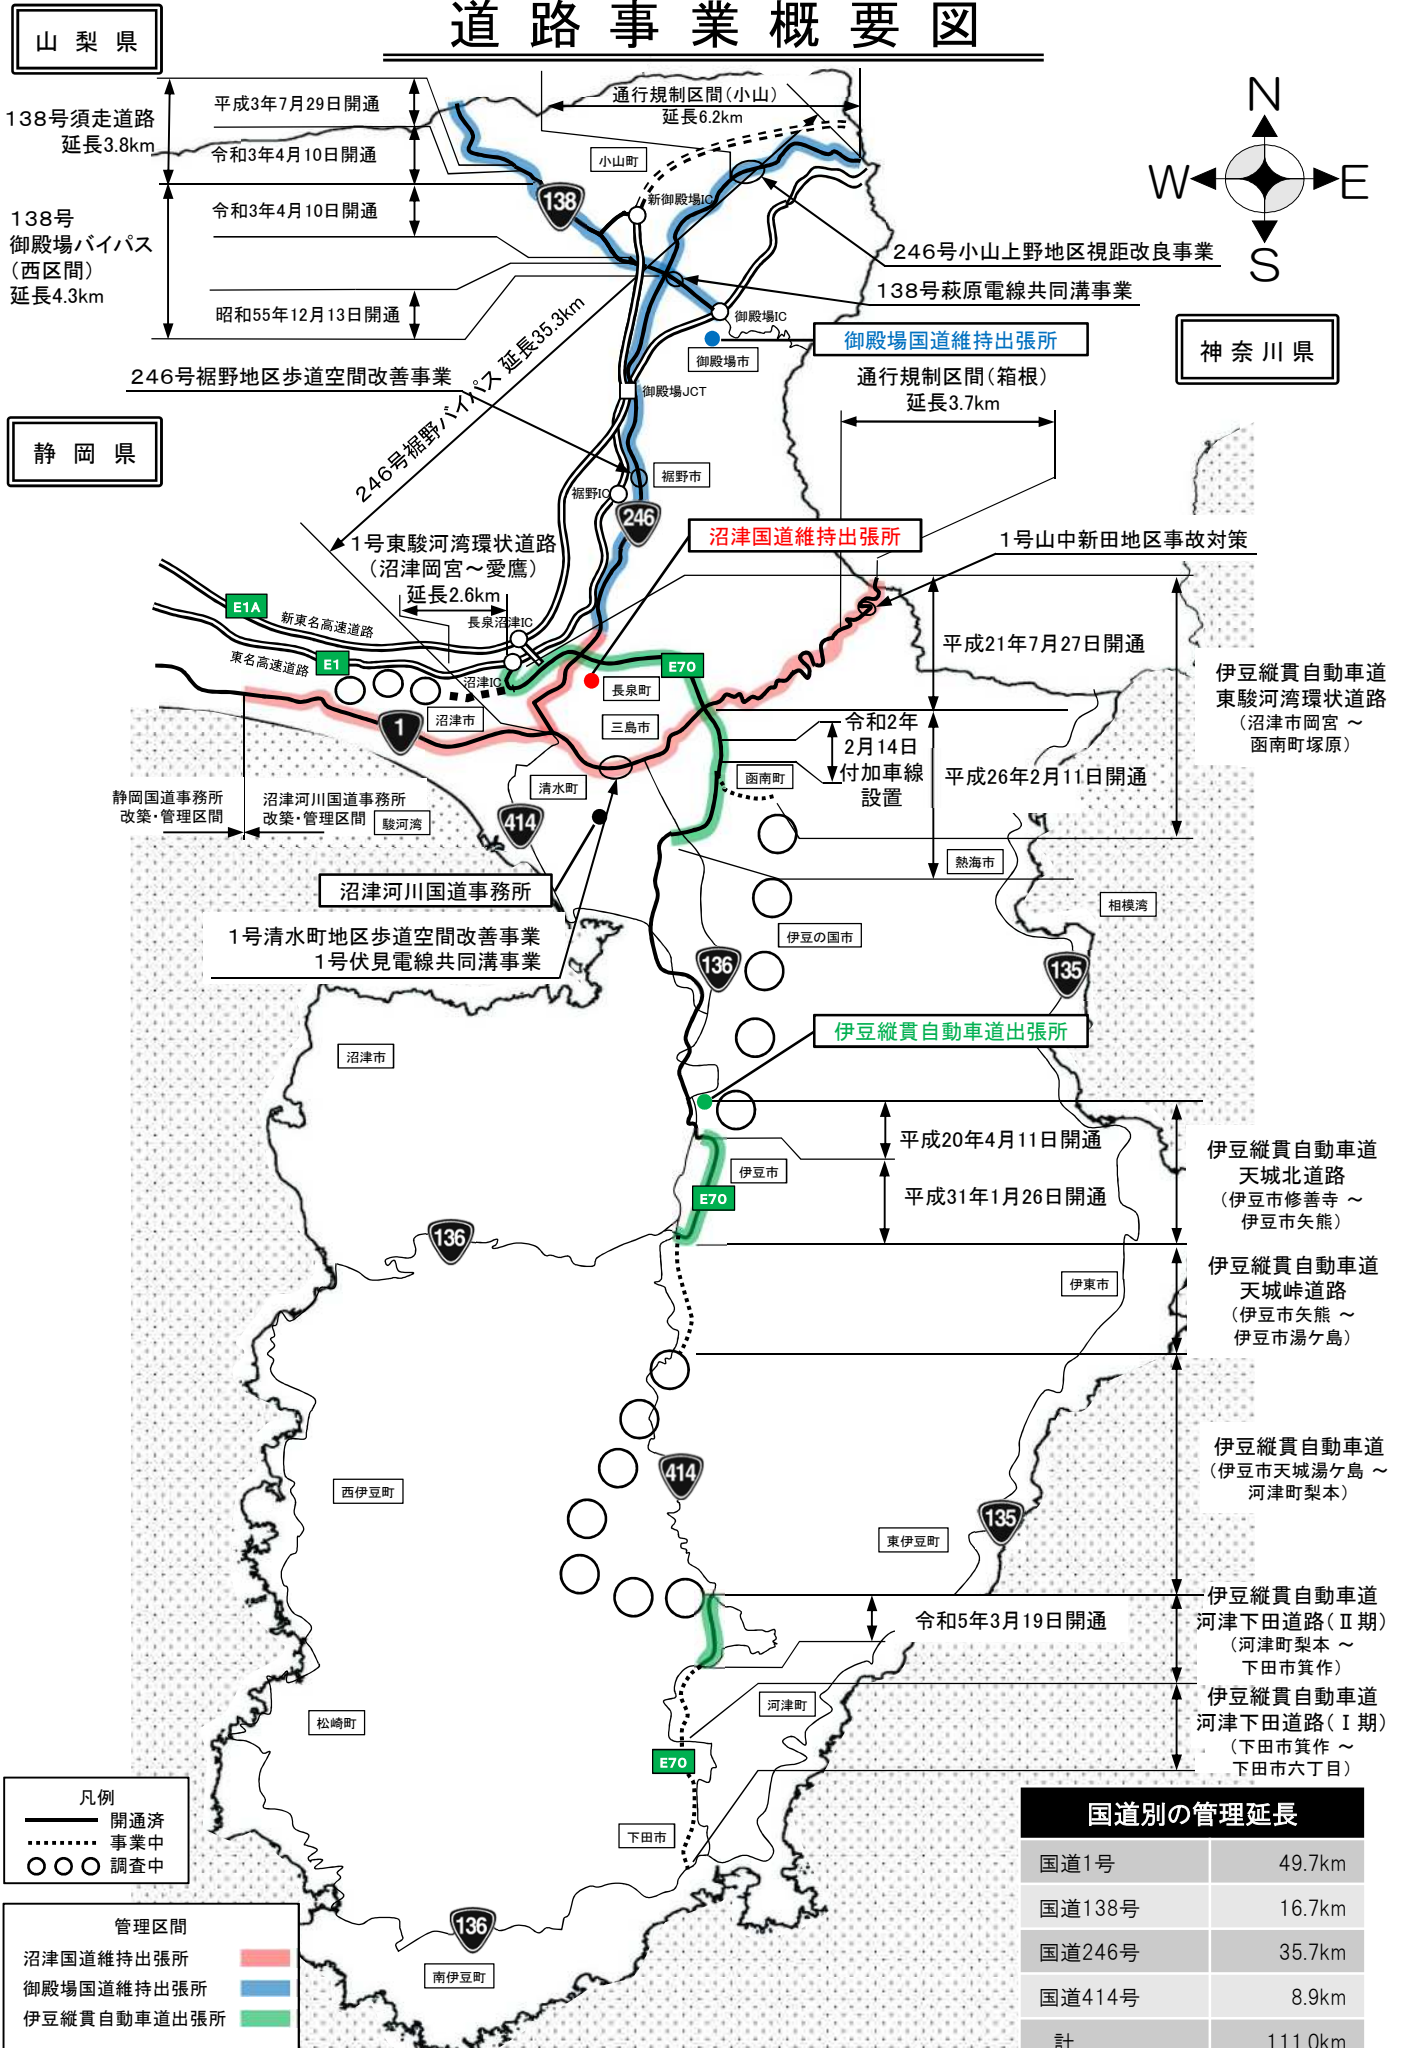 道路事業概要図
山梨県
138号須走道路
延長3.8km
平成3年7月29日開通
令和3年4月10日開通
138号
御殿場バイパス
(西区間)
延長4.3km
令和3年4月10日開通
昭和55年12月13日開通
通行規制区間(小山)
延長6.2km
小山町
138
新御殿場IC
N
W
E
S
246号小山上野地区視距改良事業
138号萩原電線共同溝事業
御殿場IC
御殿場国道維持出張所
御殿場市
神奈川県
246号裾野バイパス 延長35.3km
246号裾野地区歩道空間改善事業
御殿場JCT
通行規制区間(箱根)
延長3.7km
静岡県
裾野市
裾野IC
246
沼津国道維持出張所
1号山中新田地区事故対策
1号東駿河湾環状道路
(沼津岡宮～愛鷹)
延長2.6km
E1A
新東名高速道路
長泉沼津IC
東名高速道路
E1
沼津IC
E70
長泉町
平成21年7月27日開通
伊豆縦貫自動車道
東駿河湾環状道路
(沼津市岡宮 ～
函南町塚原)
沼津市
1
三島市
令和2年
2月14日
付加車線
設置
函南町
平成26年2月11日開通
静岡国道事務所
改築・管理区間
沼津河川国道事務所
改築・管理区間
駿河湾
清水町
414
熱海市
沼津河川国道事務所
相模湾
1号清水町地区歩道空間改善事業
1号伏見電線共同溝事業
伊豆の国市
136
135
伊豆縦貫自動車道出張所
沼津市
平成20年4月11日開通
伊豆市
E70
平成31年1月26日開通
伊豆縦貫自動車道
天城北道路
(伊豆市修善寺 ～
伊豆市矢熊)
136
伊東市
伊豆縦貫自動車道
天城峠道路
(伊豆市矢熊 ～
伊豆市湯ケ島)
伊豆縦貫自動車道
(伊豆市天城湯ケ島 ～
河津町梨本)
414
西伊豆町
135
東伊豆町
令和5年3月19日開通
伊豆縦貫自動車道
河津下田道路(Ⅱ期)
(河津町梨本 ～
下田市箕作)
河津町
松崎町
伊豆縦貫自動車道
河津下田道路(Ⅰ期)
(下田市箕作 ～
下田市六丁目)
E70
下田市
136
南伊豆町
凡例
開通済
事業中
調査中
管理区間
沼津国道維持出張所
御殿場国道維持出張所
伊豆縦貫自動車道出張所
国道別の管理延長
国道1号 49.7km
国道138号 16.7km
国道246号 35.7km
国道414号 8.9km
計 111.0km